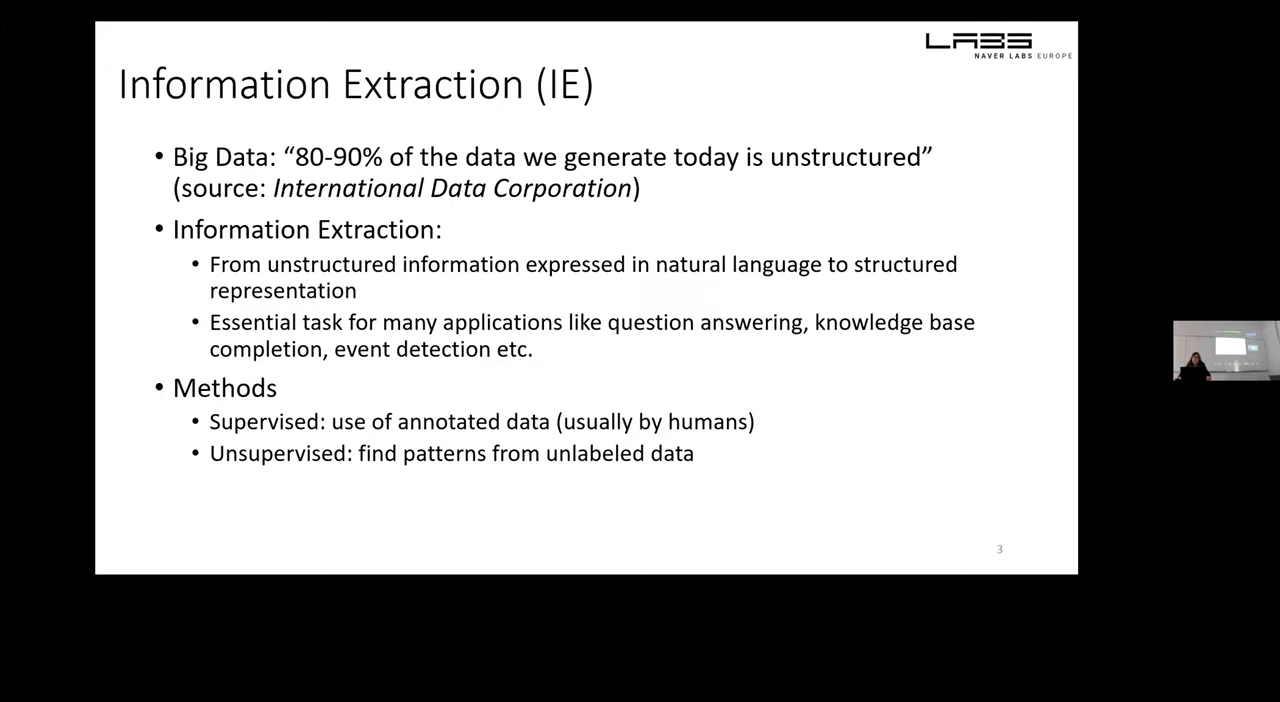 LABS
NAVER LABS EUROPE
Information Extraction (IE)
• Big Data: “80-90% of the data we generate today is unstructured”
(source: International Data Corporation)
• Information Extraction:
• From unstructured information expressed in natural language to structured
representation
• Essential task for many applications like question answering, knowledge base
completion, event detection etc.
• Methods
• Supervised: use of annotated data (usually by humans)
• Unsupervised: find patterns from unlabeled data
3